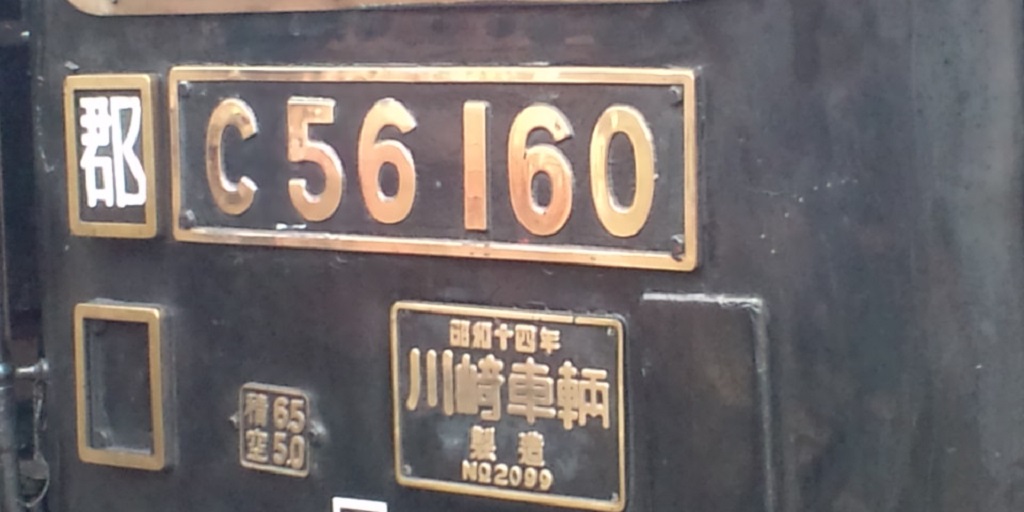 郡
C56 160
積 6.5
空 5.0
昭和十四年
川崎車輌
製造
No2099